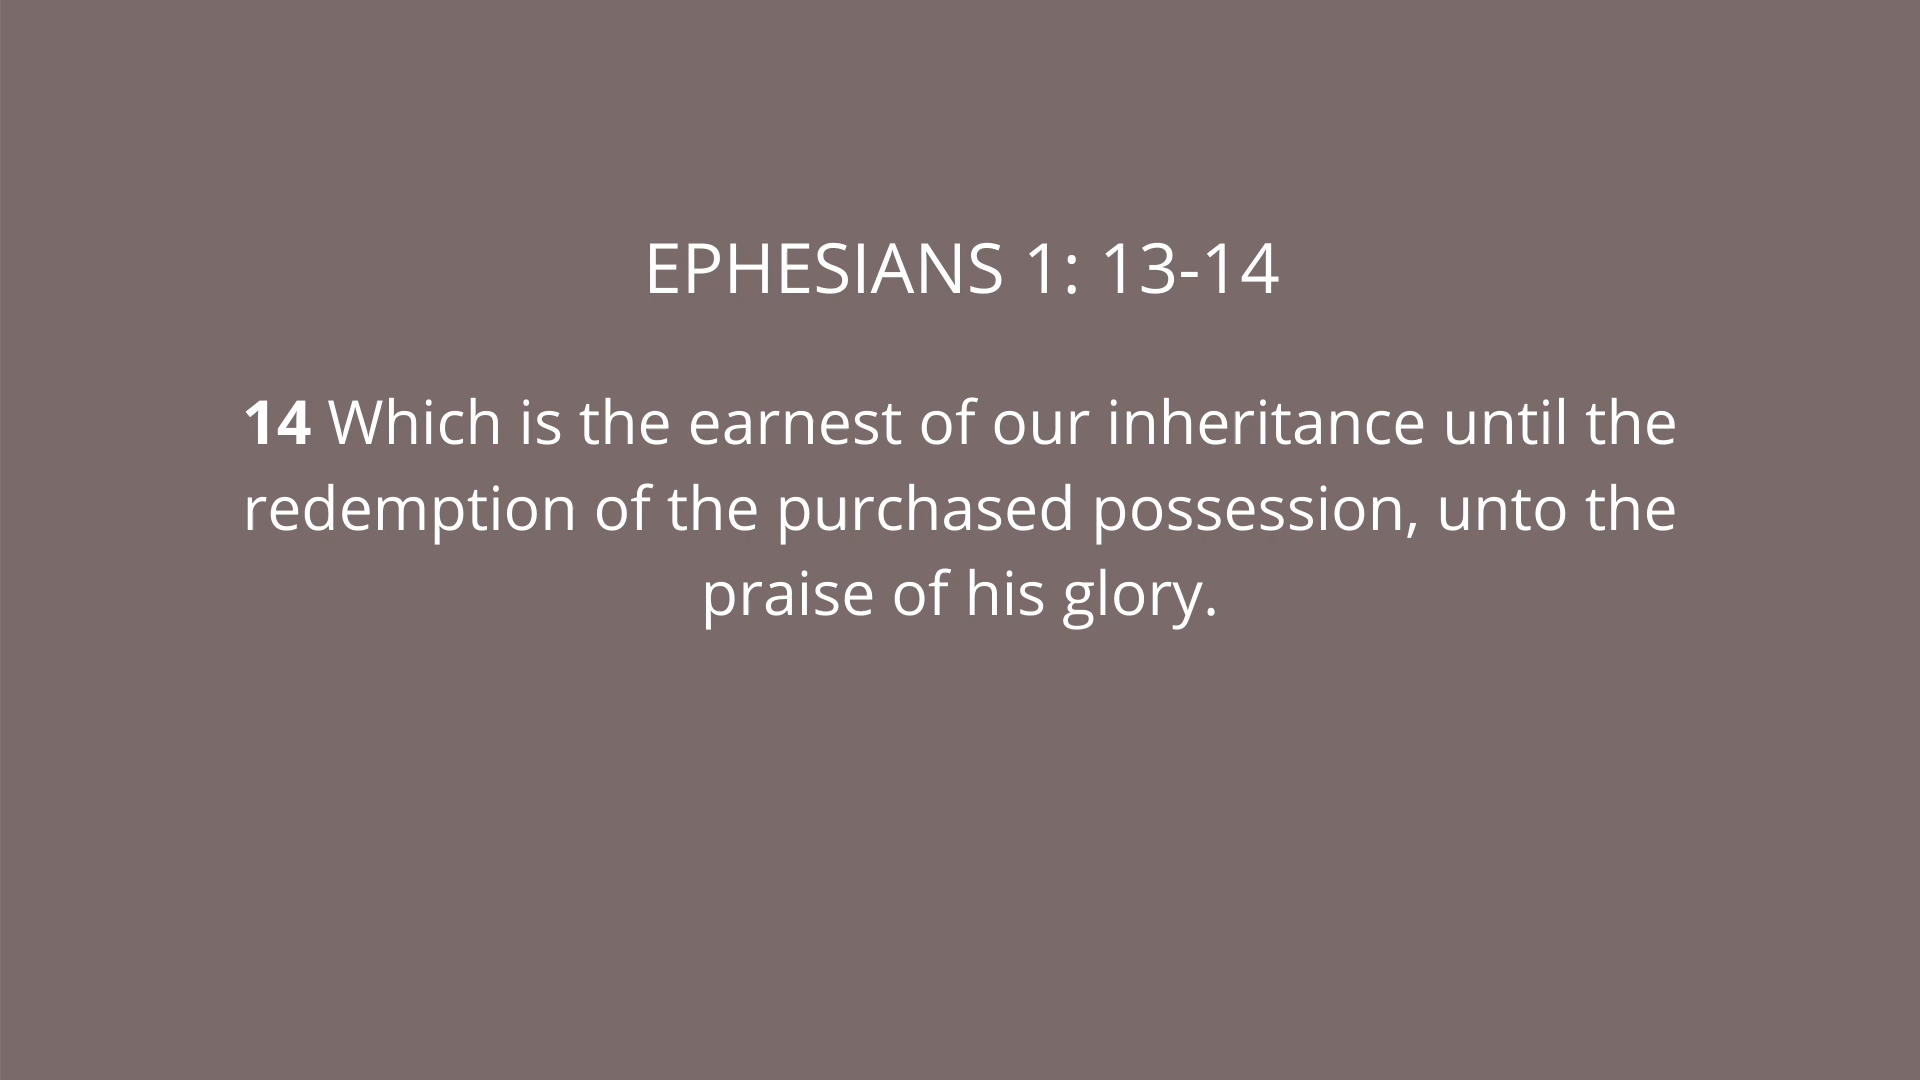 EPHESIANS 1: 13-14
14 Which is the earnest of our inheritance until the
redemption of the purchased possession, unto the
praise of his glory.